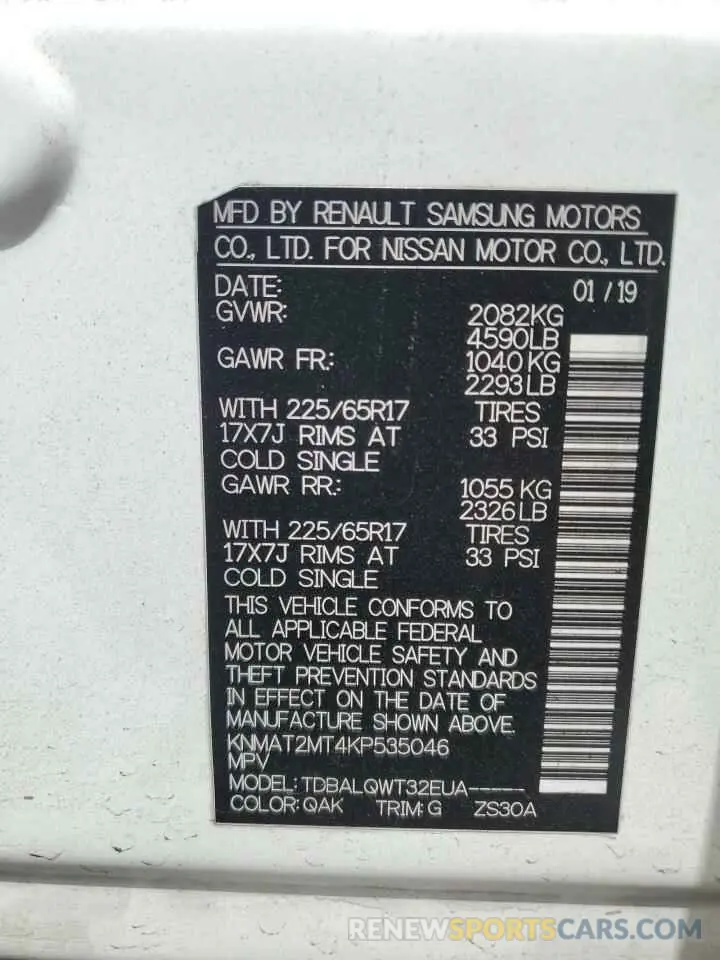 MFD BY RENAULT SAMSUNG MOTORS
CO., LTD. FOR NISSAN MOTOR CO., LTD.
DATE: 01 / 19
GVWR: 2082KG
4590LB
GAWR FR.: 1040 KG
2293 LB
WITH 225/65R17 TIRES
17X7J RIMS AT 33 PSI
COLD SINGLE
GAWR RR.: 1055 KG
2326 LB
WITH 225/65R17 TIRES
17X7J RIMS AT 33 PSI
COLD SINGLE
THIS VEHICLE CONFORMS TO
ALL APPLICABLE FEDERAL
MOTOR VEHICLE SAFETY AND
THEFT PREVENTION STANDARDS
IN EFFECT ON THE DATE OF
MANUFACTURE SHOWN ABOVE.
KNMAT2MT4KP535046
MPV
MODEL: TDBALQWT32EUA-----
COLOR: QAK TRIM: G ZS30A
RENEWSPORTSCARS.COM